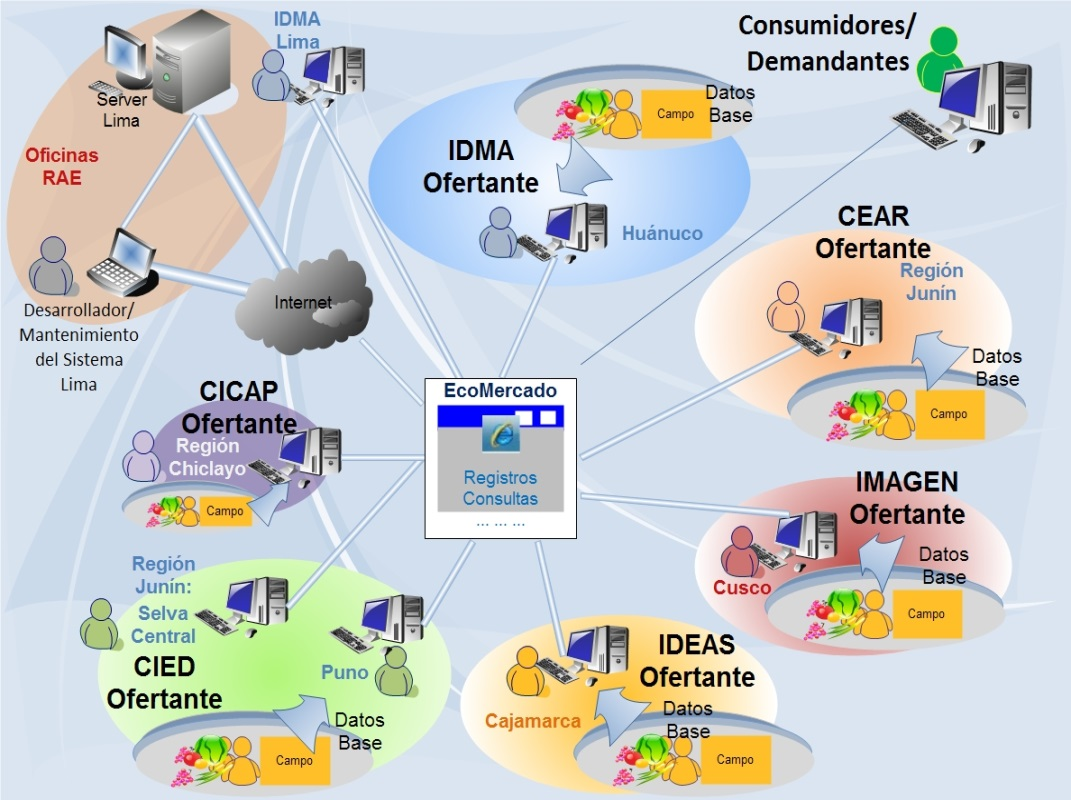 IDMA
Lima
Consumidores/
Demandantes
Server
Lima
Oficinas
RAE
Desarrollador/
Mantenimiento
del Sistema
Lima
Internet
IDMA
Ofertante
Datos
Base
Campo
Huánuco
CEAR
Ofertante
Región
Junín
Datos
Base
Campo
CICAP
Ofertante
Región
Chiclayo
Campo
EcoMercado
Registros
Consultas
... ... ...
IMAGEN
Ofertante
Datos
Base
Cusco
Campo
Región
Junín:
Selva
Central
CIED
Ofertante
Puno
Datos
Base
Campo
IDEAS
Ofertante
Cajamarca
Datos
Base
Campo